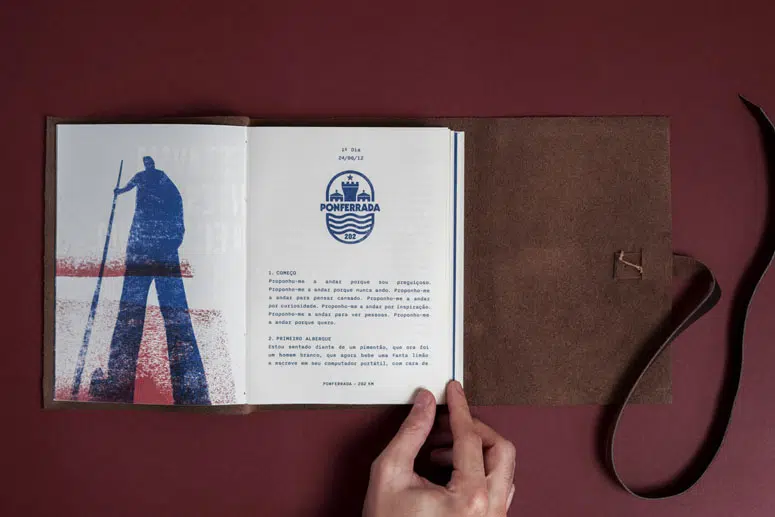 1º Dia
24/06/12
PONFERRADA
202
1. COMEÇO
Proponho-me a andar porque sou preguiçoso.
Proponho-me a andar porque nunca ando. Proponho-me
a andar para pensar cansado. Proponho-me a andar
por curiosidade. Proponho-me a andar por inspiração.
Proponho-me a andar para ver pessoas. Proponho-me
a andar porque quero.
2. PRIMEIRO ALBERGUE
Estou sentado diante de um pimentão, que ora foi
um homem branco, que agora bebe uma fanta limão
e escreve em seu computador portátil, com cara de
PONFERRADA - 202 KM